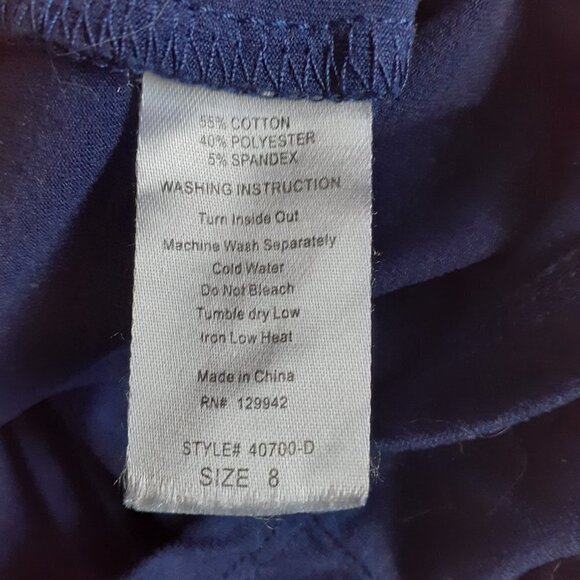 55% COTTON
40% POLYESTER
5% SPANDEX
WASHING INSTRUCTION
Turn Inside Out
Machine Wash Separately
Cold Water
Do Not Bleach
Tumble dry Low
Iron Low Heat
Made in China
RN# 129942
STYLE# 40700-D
SIZE 8